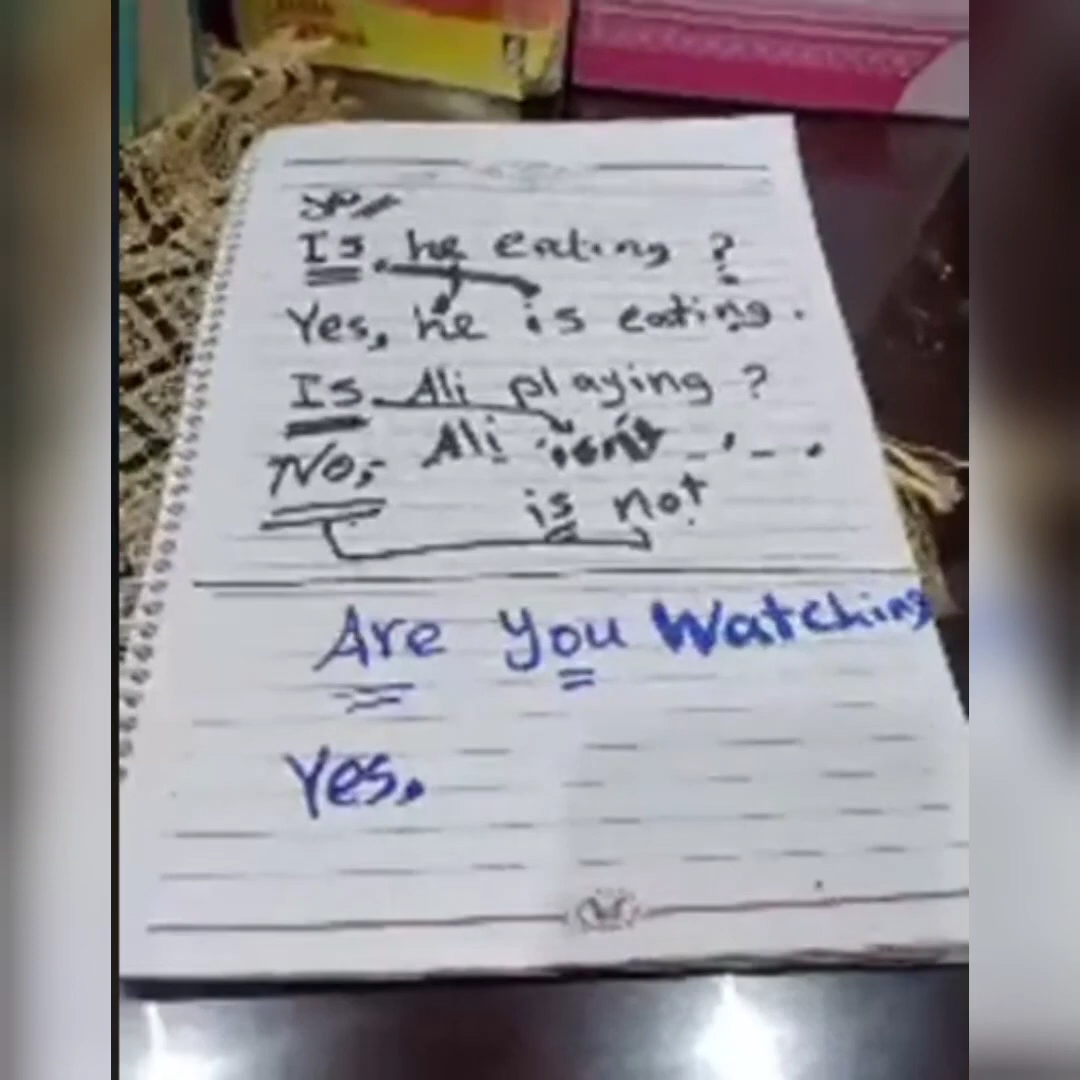 Is he eating ?
Yes, he is eating .
Is Ali playing ?
No, Ali isn't _ _ _ .
is not
Are you Watching
Yes,